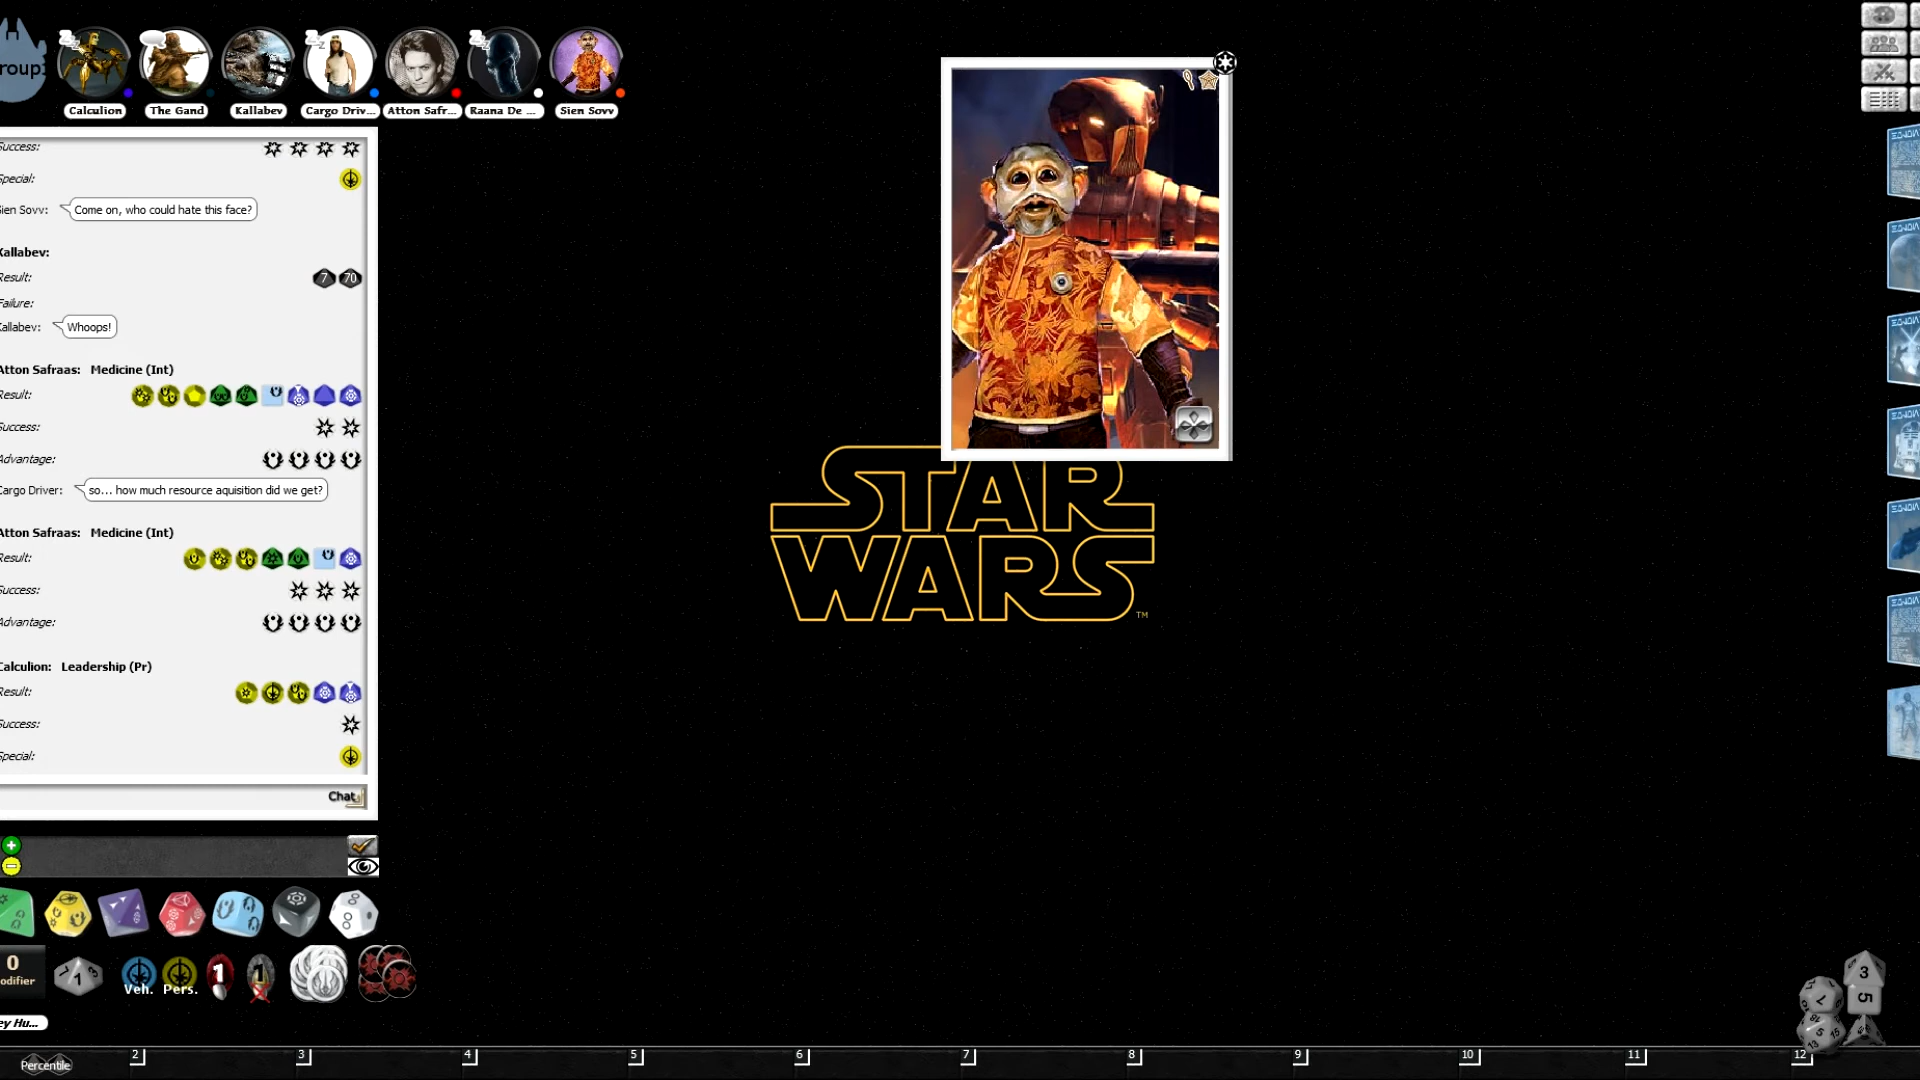 roup
Calculion
The Gand
Kallabev
Cargo Driv...
Atton Safr...
Raana De ...
Sien Sovv
Success:
Special:
Sien Sovv: Come on, who could hate this face?
Kallabev:
Result: 7 70
Failure:
Kallabev: Whoops!
Atton Safraas: Medicine (Int)
Result:
Success:
Advantage:
Cargo Driver: so... how much resource aquisition did we get?
Atton Safraas: Medicine (Int)
Result:
Success:
Advantage:
Calculion: Leadership (Pr)
Result:
Success:
Special:
Chat
STAR
WARS
TM
0
odifier
1
Veh.
Pers.
1
1
ey Hu...
Percentile
2 3 4 5 6 7 8 9 10 11 12